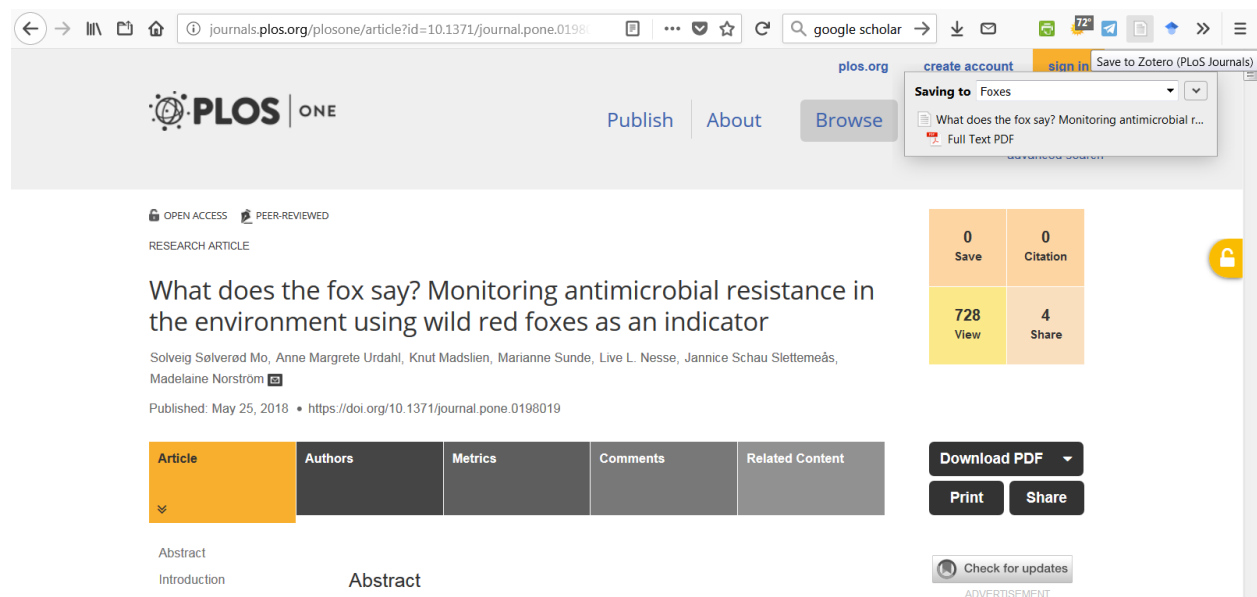 journals.plos.org/plosone/article?id=10.1371/journal.pone.0198
google scholar
72°
Save to Zotero (PLoS Journals)
plos.org
create account
sign in
Saving to Foxes
What does the fox say? Monitoring antimicrobial r...
Full Text PDF
PLOS ONE
Publish
About
Browse
advanced search
OPEN ACCESS
PEER-REVIEWED
RESEARCH ARTICLE
What does the fox say? Monitoring antimicrobial resistance in
the environment using wild red foxes as an indicator
Solveig Sølverød Mo, Anne Margrete Urdahl, Knut Madslien, Marianne Sunde, Live L. Nesse, Jannice Schau Slettemeås,
Madelaine Norström
Published: May 25, 2018 • https://doi.org/10.1371/journal.pone.0198019
0
Save
0
Citation
728
View
4
Share
Article
Authors
Metrics
Comments
Related Content
Download PDF
Print
Share
Abstract
Introduction
Abstract
Check for updates
ADVERTISEMENT